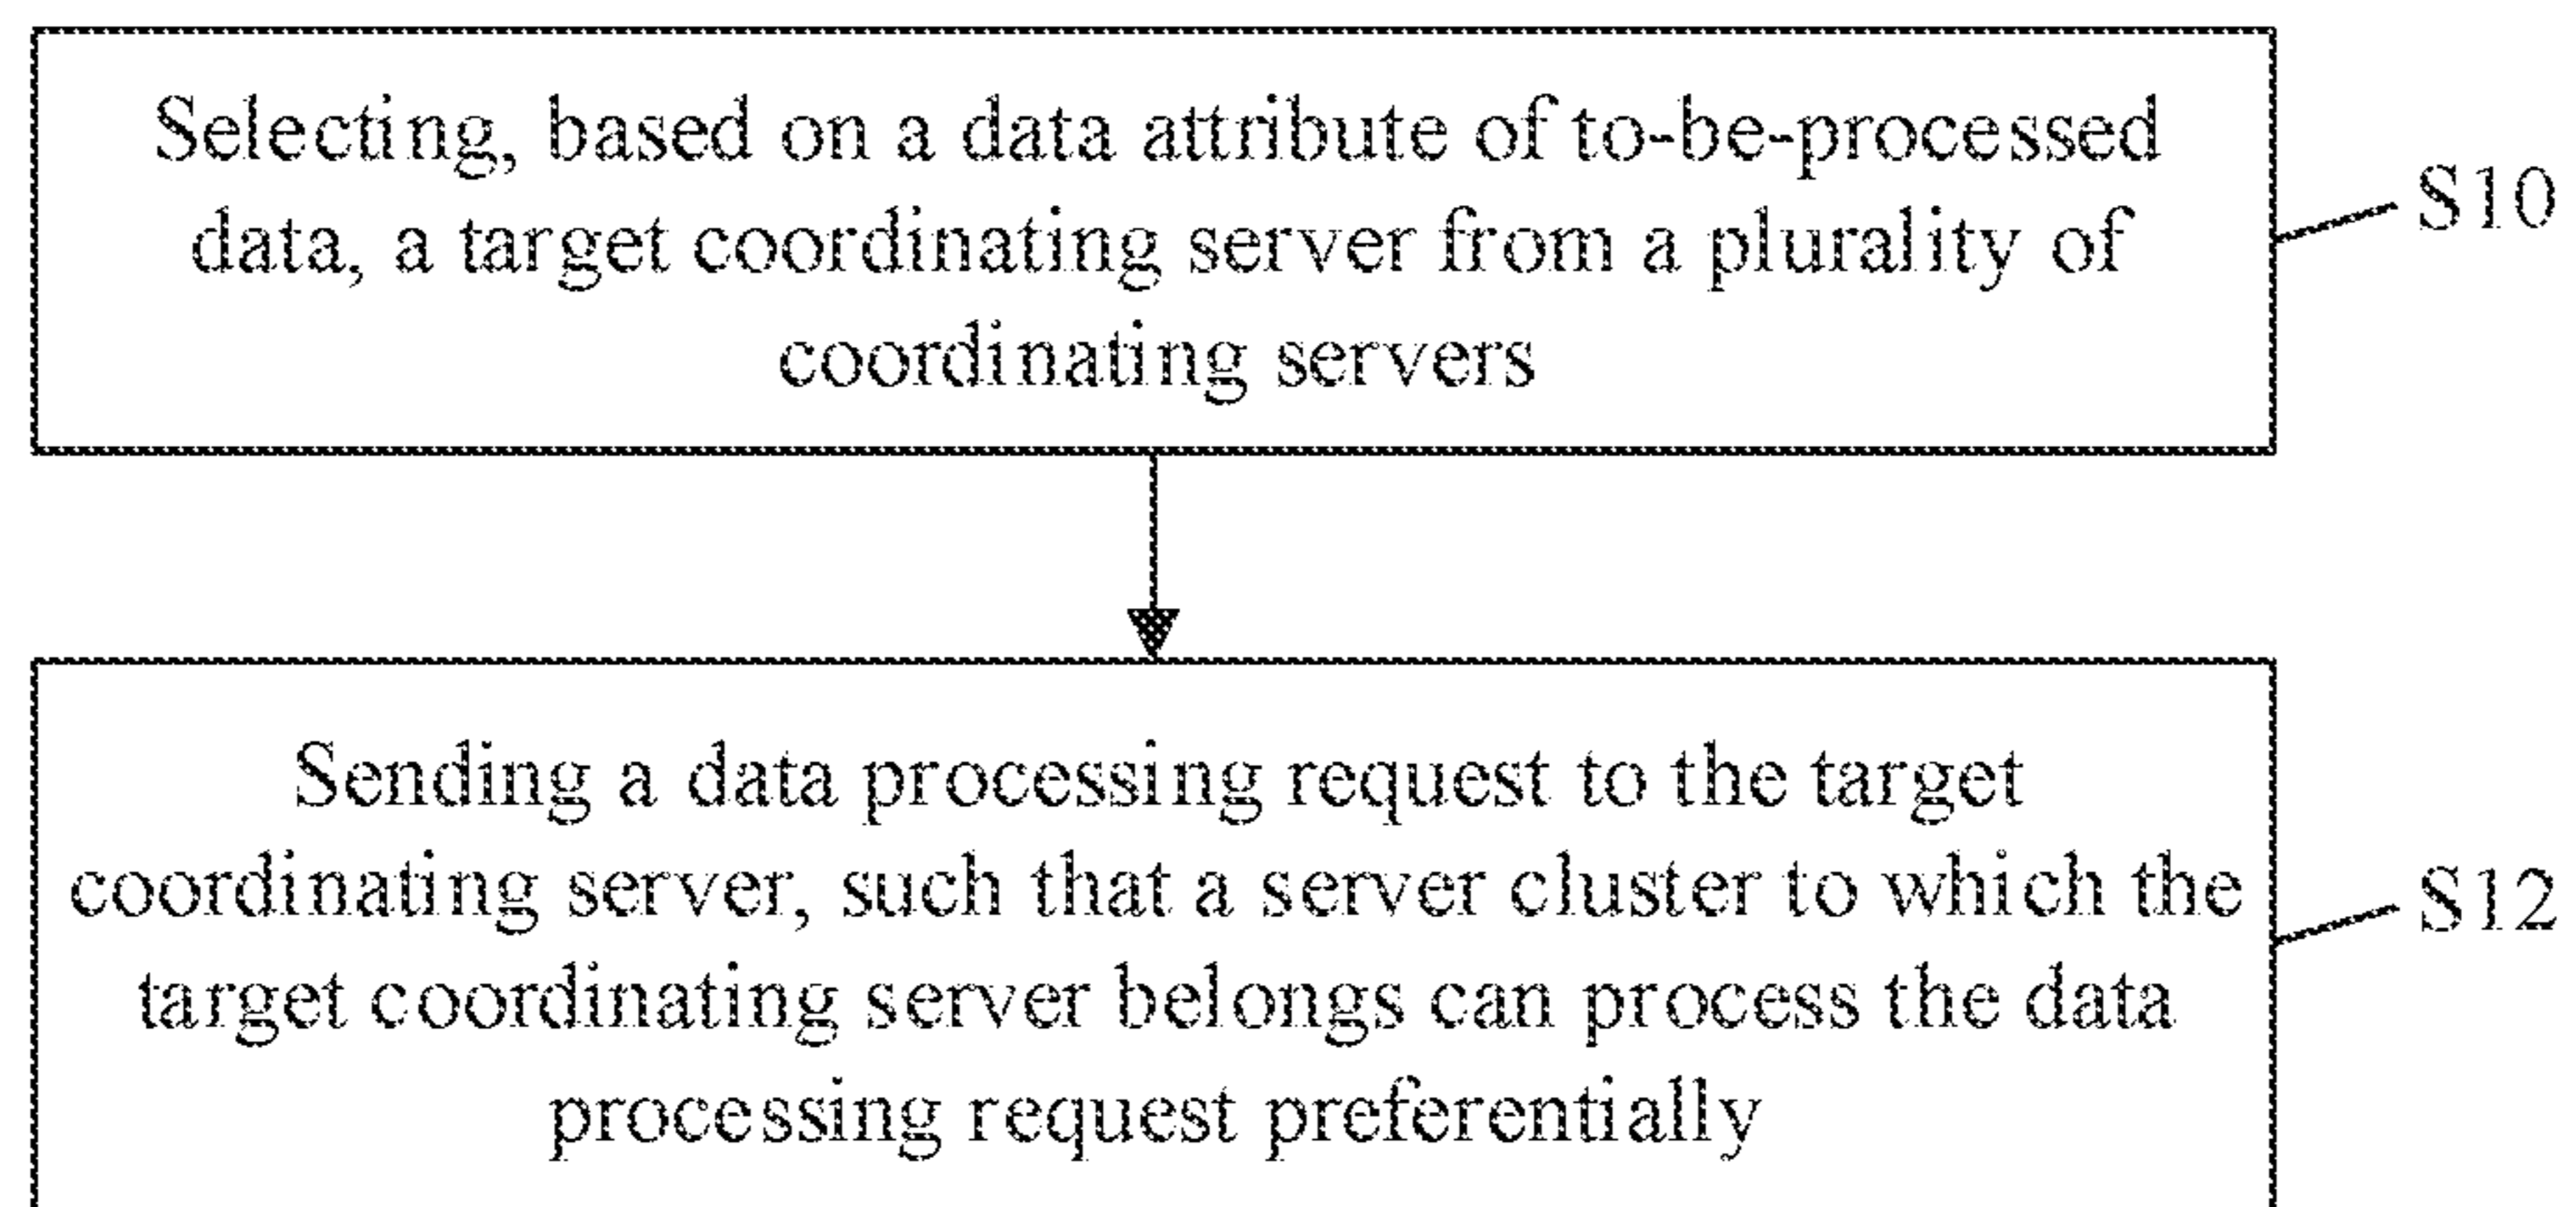 Selecting, based on a data attribute of to-be-processed
data, a target coordinating server from a plurality of
coordinating servers
S10
Sending a data processing request to the target
coordinating server, such that a server cluster to which the
target coordinating server belongs can process the data
processing request preferentially
S12